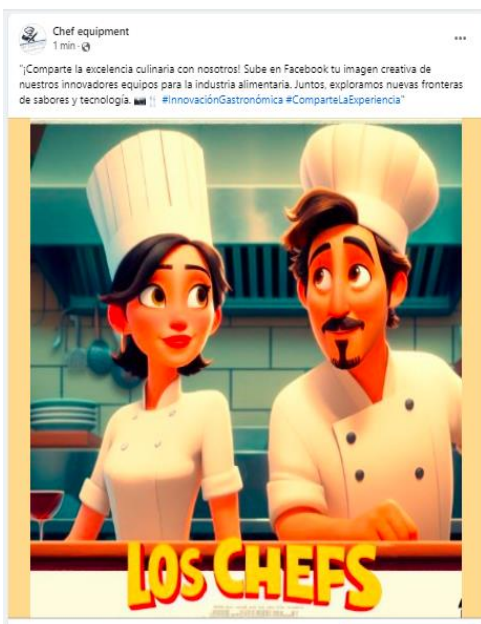 Chef equipment
1 min ·
"¡Comparte la excelencia culinaria con nosotros! Sube en Facebook tu imagen creativa de
nuestros innovadores equipos para la industria alimentaria. Juntos, exploramos nuevas fronteras
de sabores y tecnología. 📷🍴 #InnovaciónGastronómica #ComparteLaExperiencia"
LOS CHEFS